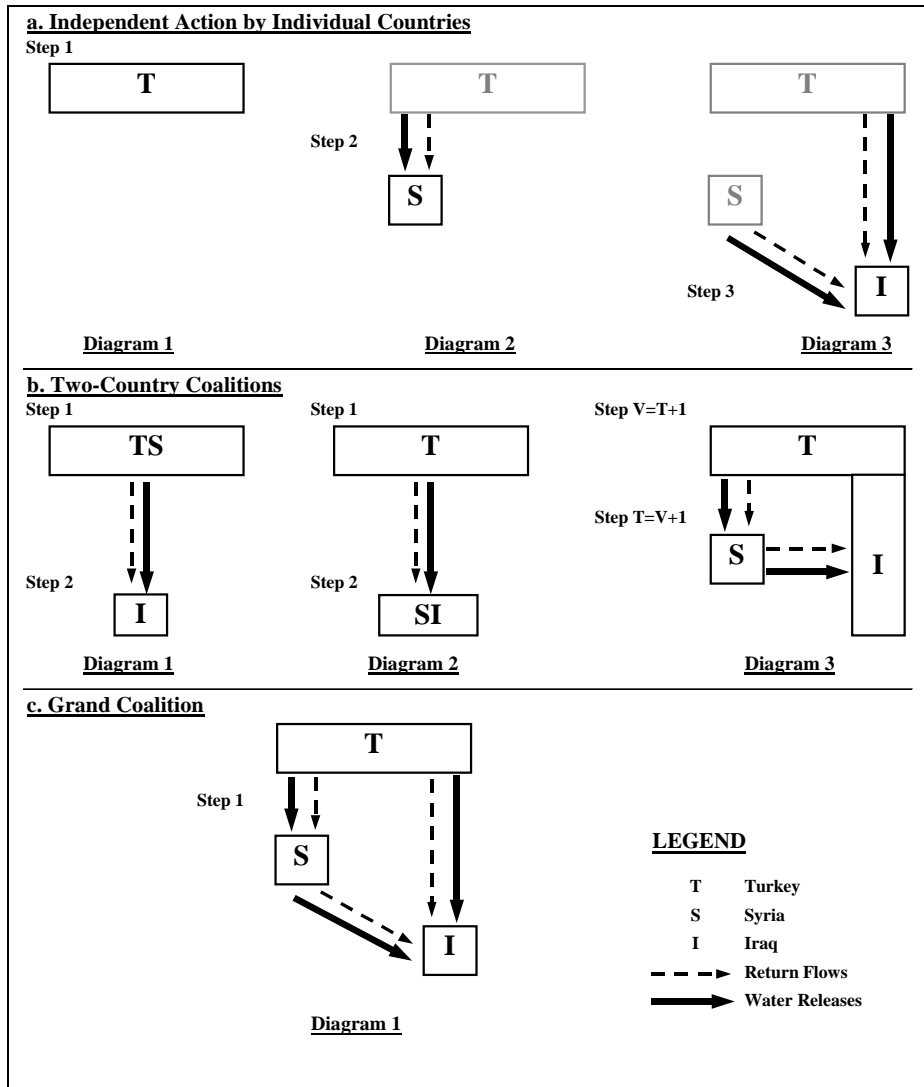 a. Independent Action by Individual Countries
Step 1
T
T
T
Step 2
S
S
Step 3
I
Diagram 1
Diagram 2
Diagram 3
b. Two-Country Coalitions
Step 1
Step 1
Step V=T+1
TS
T
T
Step T=V+1
S
I
Step 2
Step 2
I
SI
Diagram 1
Diagram 2
Diagram 3
c. Grand Coalition
T
Step 1
S
I
Diagram 1
LEGEND
T Turkey
S Syria
I Iraq
Return Flows
Water Releases